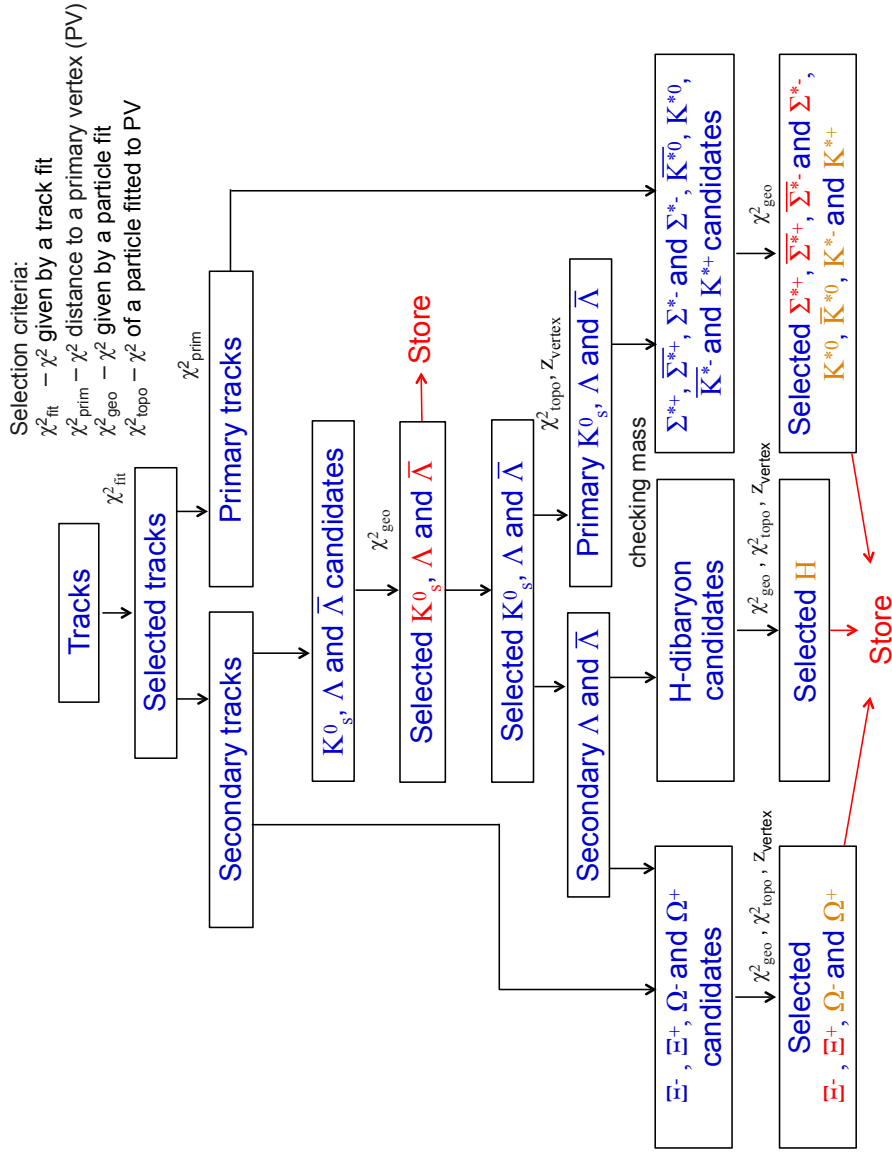 Selection criteria:
χ²fit – χ² given by a track fit
χ²prim – χ² distance to a primary vertex (PV)
χ²geo – χ² given by a particle fit
χ²topo – χ² of a particle fitted to PV
Tracks
χ²fit
Selected tracks
χ²prim
Secondary tracks
Primary tracks
K⁰s, Λ and Λ̅ candidates
χ²geo
Selected K⁰s, Λ and Λ̅
Store
Selected K⁰s, Λ and Λ̅
χ²topo, zvertex
Secondary Λ and Λ̅
Primary K⁰s, Λ and Λ̅
checking mass
Ξ⁻, Ξ⁺, Ω⁻ and Ω⁺
candidates
H-dibaryon
candidates
Σ*⁺, Σ̅*⁺, Σ*⁻ and Σ*⁻, K̅*⁰, K*⁰,
K̅*⁻ and K*⁺ candidates
χ²geo, χ²topo, zvertex
χ²geo, χ²topo, zvertex
χ²geo
Selected
Ξ⁻, Ξ⁺, Ω⁻ and Ω⁺
Selected H
Selected Σ*⁺, Σ̅*⁺, Σ̅*⁻ and Σ*⁻,
K*⁰, K̅*⁰, K*⁻ and K*⁺
Store